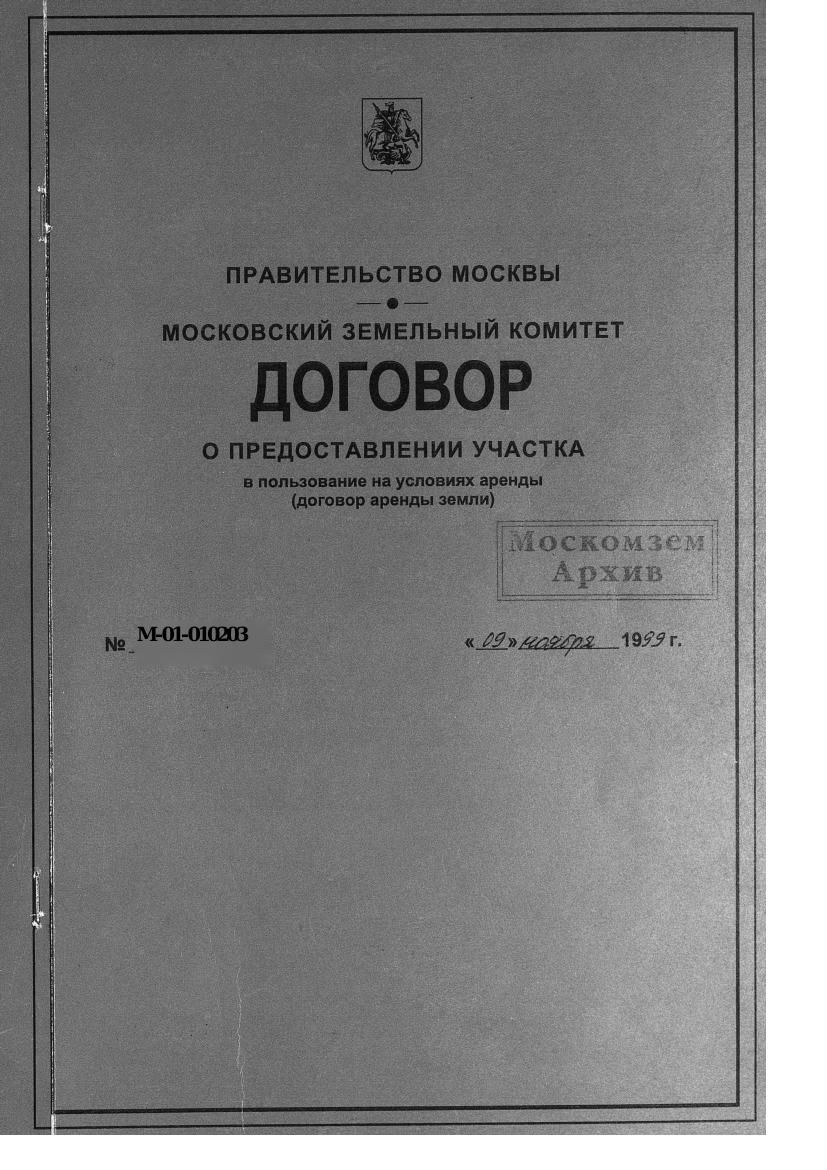 ПРАВИТЕЛЬСТВО МОСКВЫ
МОСКОВСКИЙ ЗЕМЕЛЬНЫЙ КОМИТЕТ
ДОГОВОР
О ПРЕДОСТАВЛЕНИИ УЧАСТКА
в пользование на условиях аренды
(договор аренды земли)
Москомзем
Архив
№ М-01-010203 « 09 » ноября 1999 г.